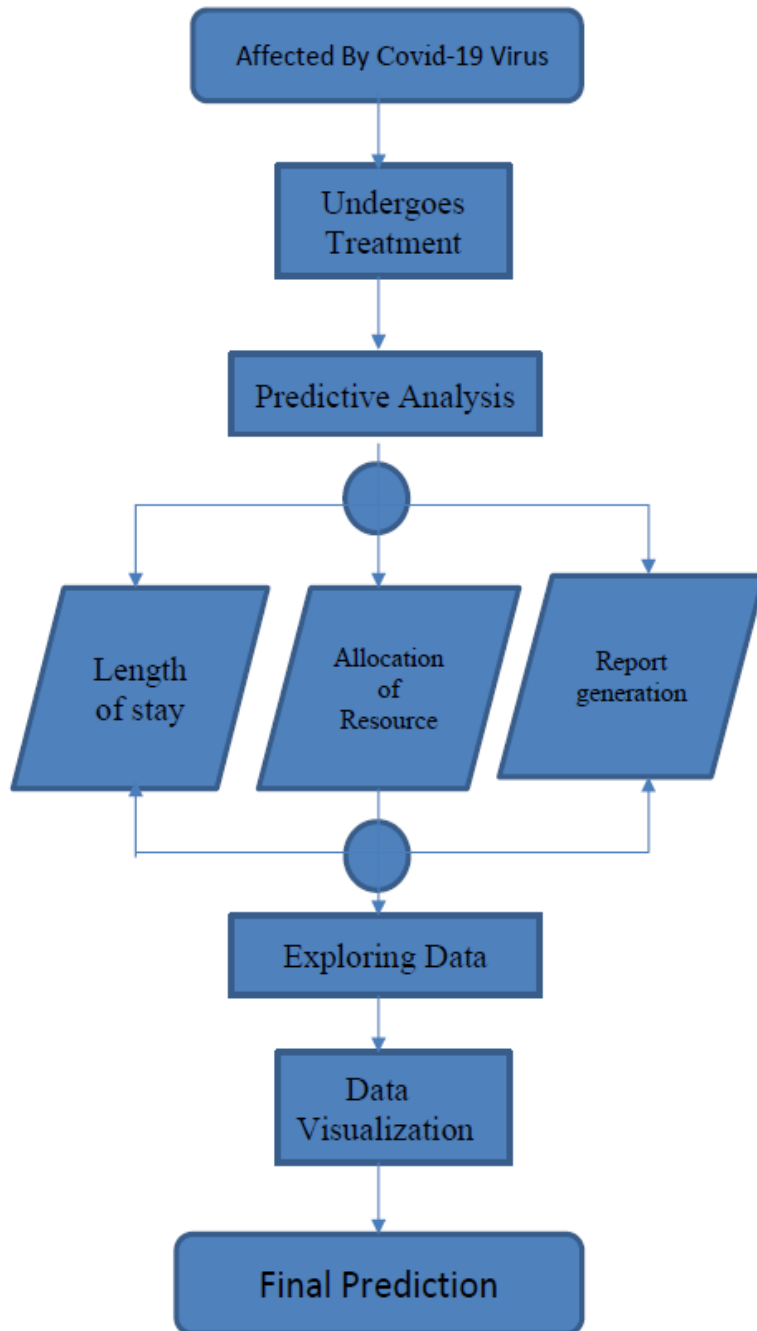 Affected By Covid-19 Virus
Undergoes
Treatment
Predictive Analysis
Length
of stay
Allocation
of
Resource
Report
generation
Exploring Data
Data
Visualization
Final Prediction